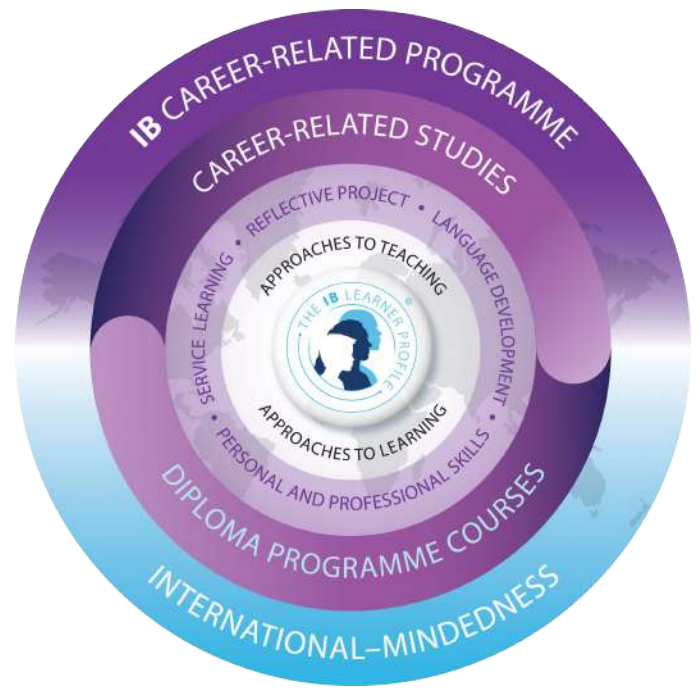 IB CAREER-RELATED PROGRAMME
CAREER-RELATED STUDIES
SERVICE LEARNING • REFLECTIVE PROJECT • LANGUAGE DEVELOPMENT • PERSONAL AND PROFESSIONAL SKILLS •
APPROACHES TO TEACHING
• THE IB LEARNER PROFILE • ®
APPROACHES TO LEARNING
DIPLOMA PROGRAMME COURSES
INTERNATIONAL–MINDEDNESS